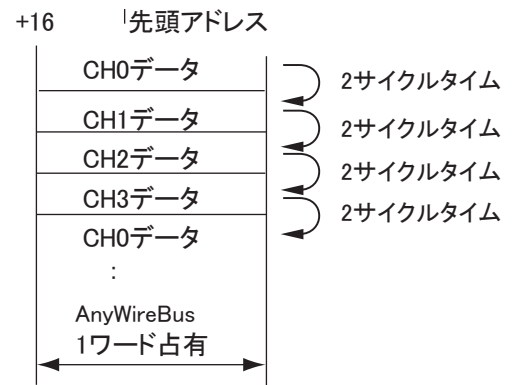 +16 先頭アドレス
CH0データ
2サイクルタイム
CH1データ
2サイクルタイム
CH2データ
2サイクルタイム
CH3データ
2サイクルタイム
CH0データ
:
AnyWireBus
1ワード占有